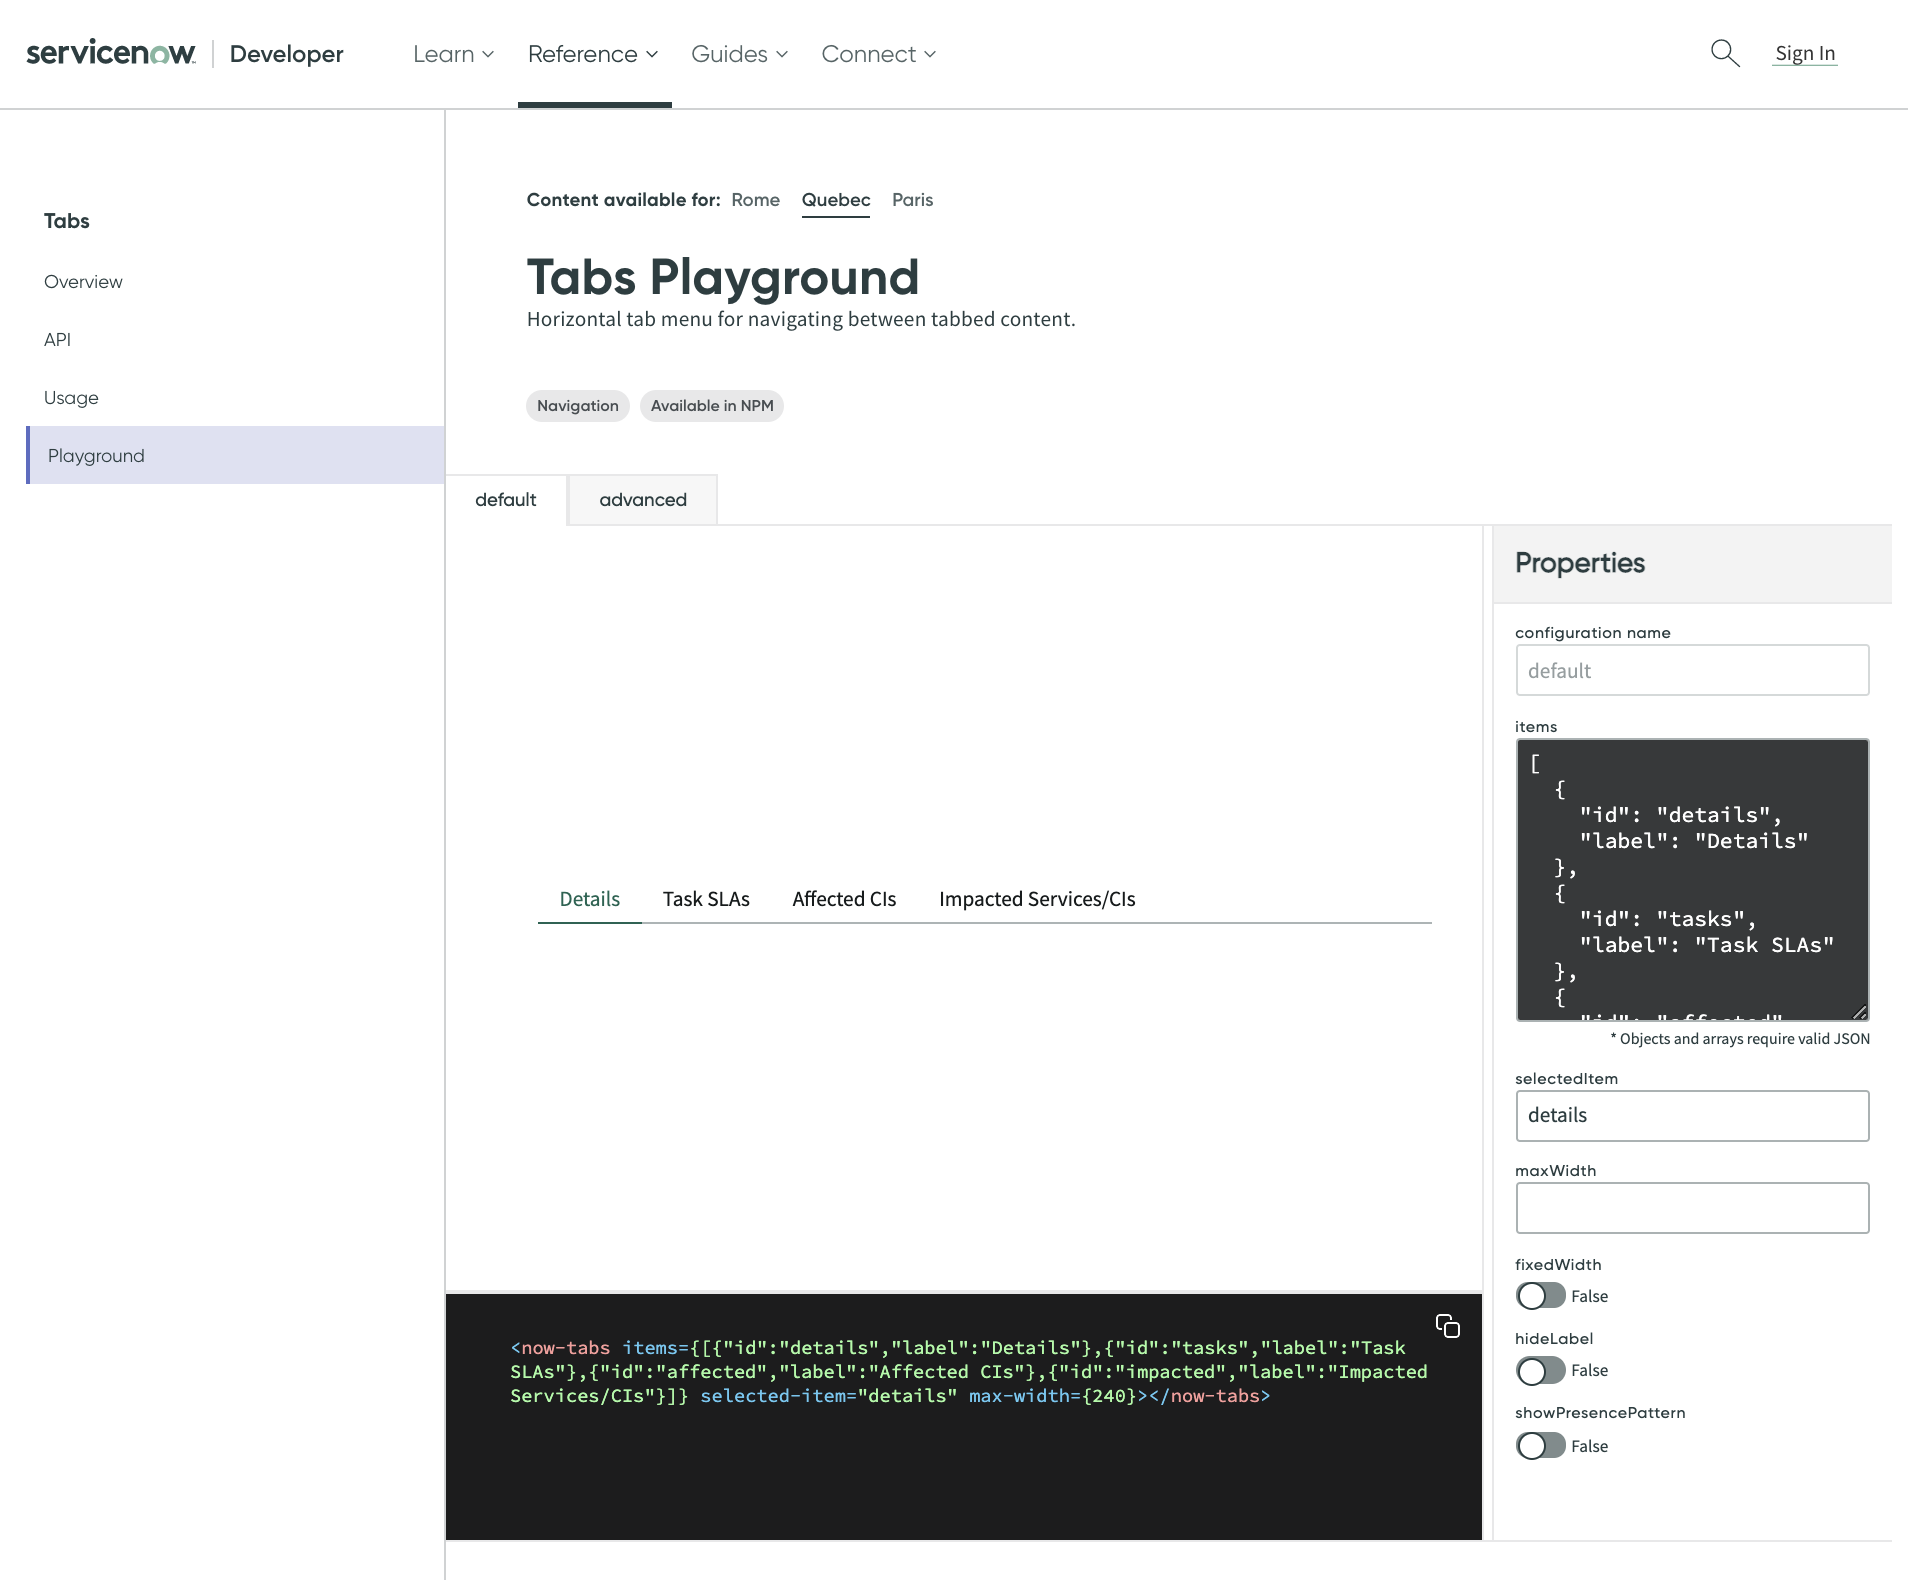 servicenow Developer Learn Reference Guides Connect Sign In
Tabs
Overview
API
Usage
Playground
Content available for: Rome Quebec Paris
Tabs Playground
Horizontal tab menu for navigating between tabbed content.
Navigation Available in NPM
default advanced
Details Task SLAs Affected CIs Impacted Services/CIs
<now-tabs items={[{"id":"details","label":"Details"},{"id":"tasks","label":"Task
SLAs"},{"id":"affected","label":"Affected CIs"},{"id":"impacted","label":"Impacted
Services/CIs"}]} selected-item="details" max-width={240}></now-tabs>
Properties
configuration name
default
items
[
{
"id": "details",
"label": "Details"
},
{
"id": "tasks",
"label": "Task SLAs"
},
{
"id": "affected"
* Objects and arrays require valid JSON
selectedItem
details
maxWidth
fixedWidth
False
hideLabel
False
showPresencePattern
False